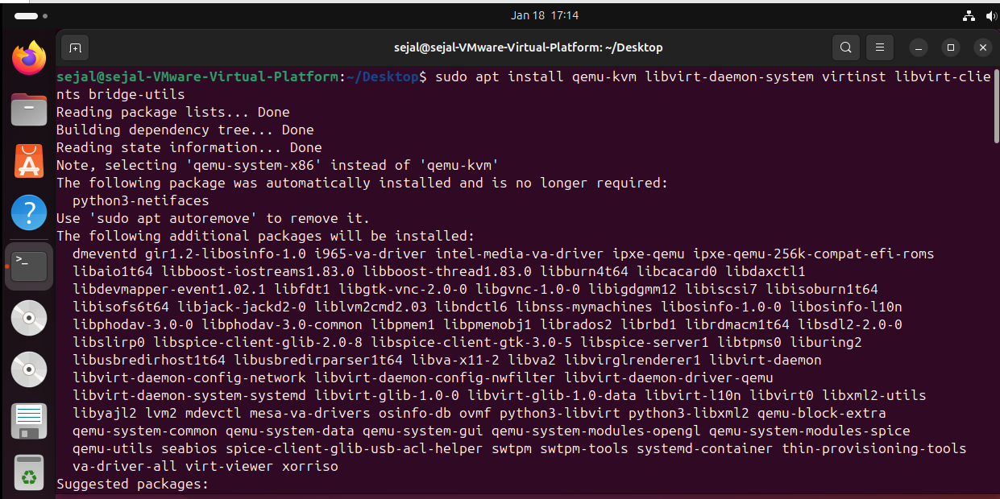 Jan 18 17:14
sejal@sejal-VMware-Virtual-Platform: ~/Desktop
sejal@sejal-VMware-Virtual-Platform:~/Desktop$ sudo apt install qemu-kvm libvirt-daemon-system virtinst libvirt-clie
nts bridge-utils
Reading package lists... Done
Building dependency tree... Done
Reading state information... Done
Note, selecting 'qemu-system-x86' instead of 'qemu-kvm'
The following package was automatically installed and is no longer required:
  python3-netifaces
Use 'sudo apt autoremove' to remove it.
The following additional packages will be installed:
  dmeventd gir1.2-libosinfo-1.0 i965-va-driver intel-media-va-driver ipxe-qemu ipxe-qemu-256k-compat-efi-roms
  libaio1t64 libboost-iostreams1.83.0 libboost-thread1.83.0 libburn4t64 libcacard0 libdaxctl1
  libdevmapper-event1.02.1 libfdt1 libgtk-vnc-2.0-0 libgvnc-1.0-0 libigdgmm12 libiscsi7 libisoburn1t64
  libisofs6t64 libjack-jackd2-0 liblvm2cmd2.03 libndctl6 libnss-mymachines libosinfo-1.0-0 libosinfo-l10n
  libphodav-3.0-0 libphodav-3.0-common libpmem1 libpmemobj1 librados2 librbd1 librdmacm1t64 libsdl2-2.0-0
  libslirp0 libspice-client-glib-2.0-8 libspice-client-gtk-3.0-5 libspice-server1 libtpms0 liburing2
  libusbredirhost1t64 libusbredirparser1t64 libva-x11-2 libva2 libvirglrenderer1 libvirt-daemon
  libvirt-daemon-config-network libvirt-daemon-config-nwfilter libvirt-daemon-driver-qemu
  libvirt-daemon-system-systemd libvirt-glib-1.0-0 libvirt-glib-1.0-data libvirt-l10n libvirt0 libxml2-utils
  libyajl2 lvm2 mdevctl mesa-va-drivers osinfo-db ovmf python3-libvirt python3-libxml2 qemu-block-extra
  qemu-system-common qemu-system-data qemu-system-gui qemu-system-modules-opengl qemu-system-modules-spice
  qemu-utils seabios spice-client-glib-usb-acl-helper swtpm swtpm-tools systemd-container thin-provisioning-tools
  va-driver-all virt-viewer xorriso
Suggested packages: